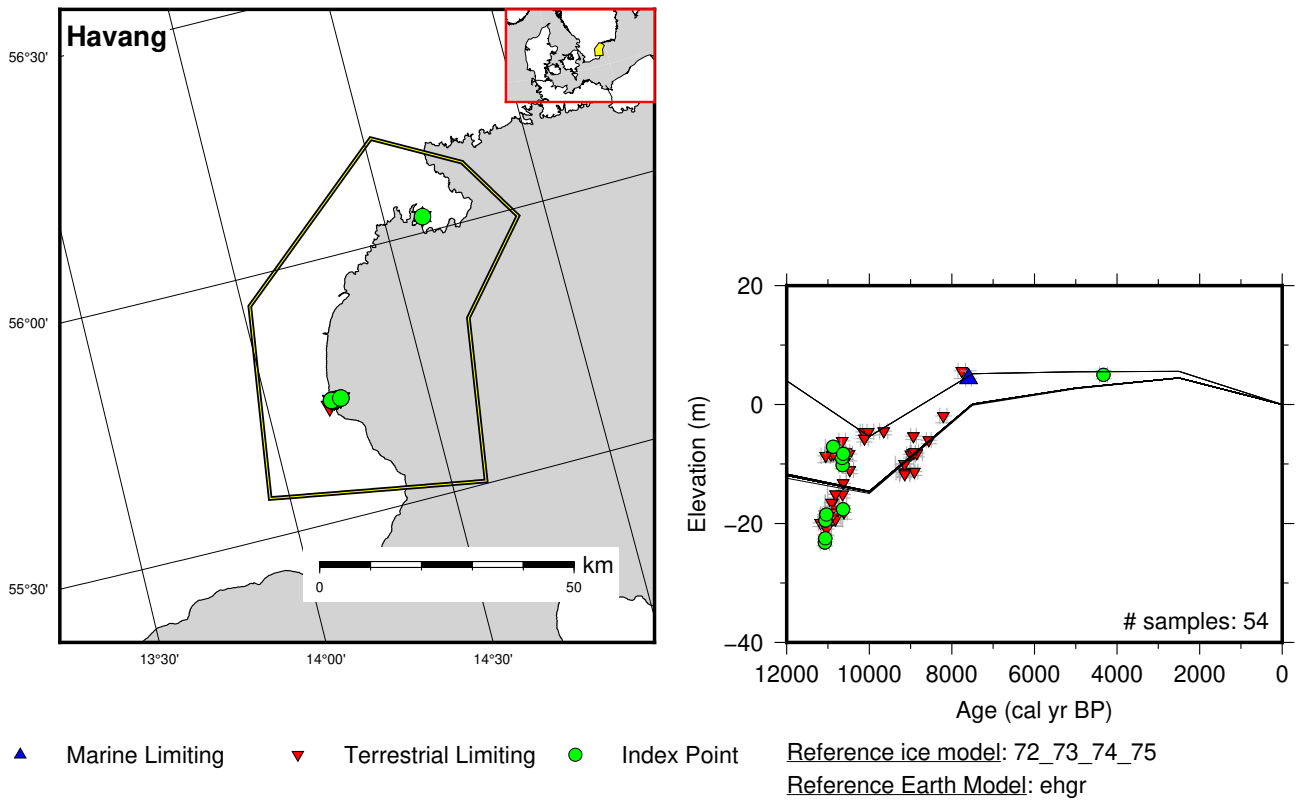 Havang
56°30'
56°00'
55°30'
13°30'
14°00'
14°30'
km
0
50
20
0
−20
−40
Elevation (m)
# samples: 54
12000
10000
8000
6000
4000
2000
0
Age (cal yr BP)
Marine Limiting
Terrestrial Limiting
Index Point
Reference ice model: 72_73_74_75
Reference Earth Model: ehgr